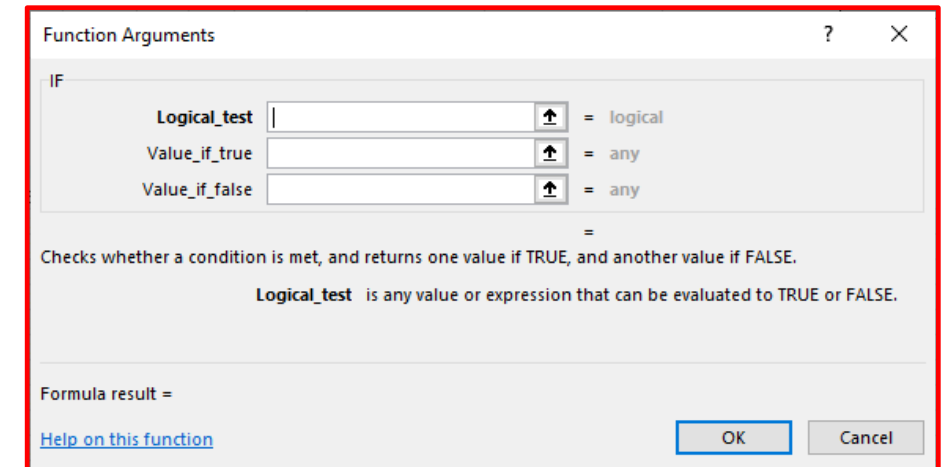 Function Arguments ? ×
IF
Logical_test = logical
Value_if_true = any
Value_if_false = any
=
Checks whether a condition is met, and returns one value if TRUE, and another value if FALSE.
Logical_test is any value or expression that can be evaluated to TRUE or FALSE.
Formula result =
Help on this function OK Cancel